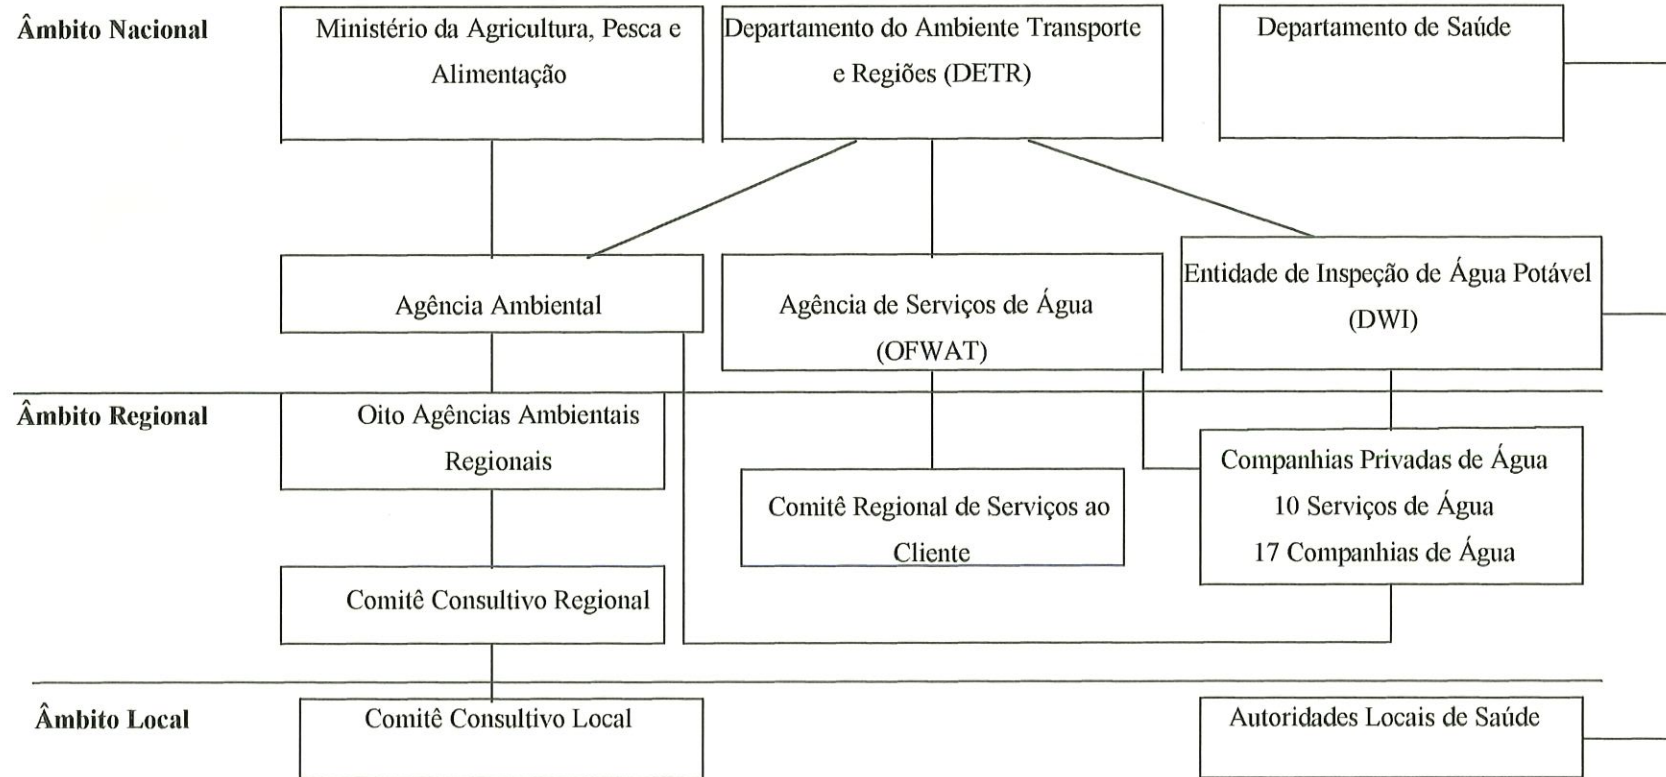 Âmbito Nacional
Ministério da Agricultura, Pesca e
Alimentação
Departamento do Ambiente Transporte
e Regiões (DETR)
Departamento de Saúde
Agência Ambiental
Agência de Serviços de Água
(OFWAT)
Entidade de Inspeção de Água Potável
(DWI)
Âmbito Regional
Oito Agências Ambientais
Regionais
Comitê Regional de Serviços ao
Cliente
Companhias Privadas de Água
10 Serviços de Água
17 Companhias de Água
Comitê Consultivo Regional
Âmbito Local
Comitê Consultivo Local
Autoridades Locais de Saúde